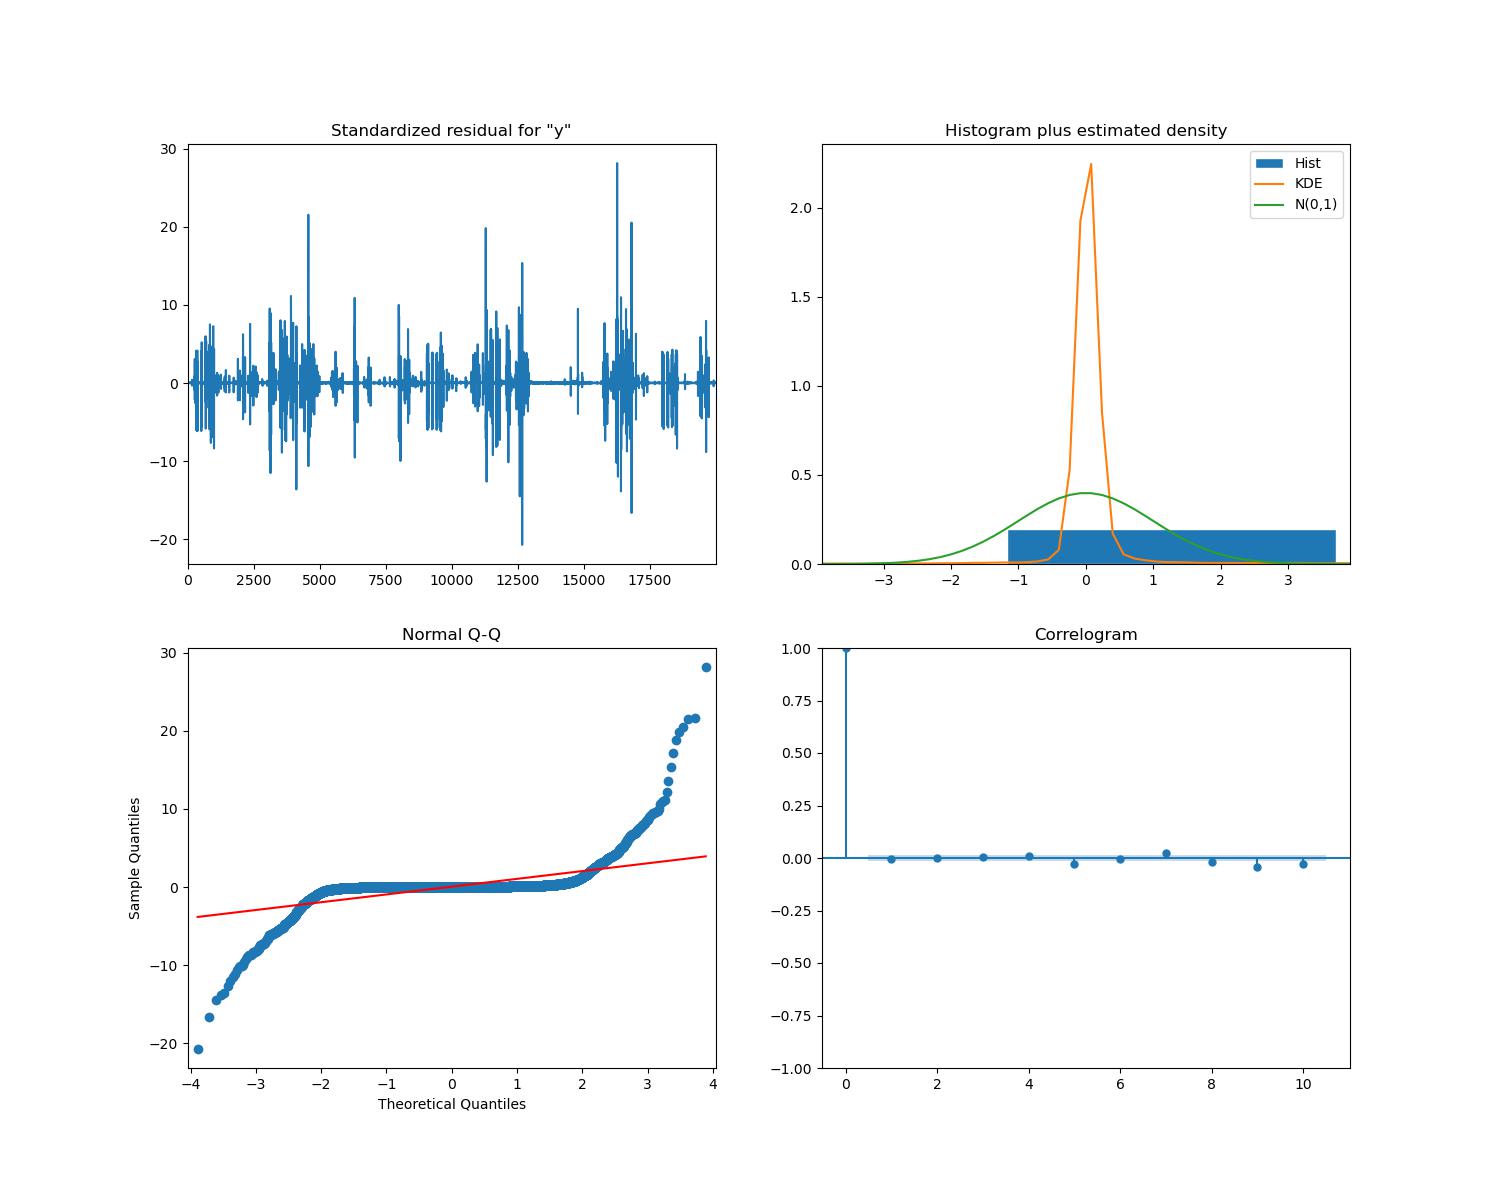 Standardized residual for "y"
30
20
10
0
−10
−20
0 2500 5000 7500 10000 12500 15000 17500
Histogram plus estimated density
Hist
KDE
N(0,1)
2.0
1.5
1.0
0.5
0.0
−3 −2 −1 0 1 2 3
Normal Q-Q
Sample Quantiles
30
20
10
0
−10
−20
−4 −3 −2 −1 0 1 2 3 4
Theoretical Quantiles
Correlogram
1.00
0.75
0.50
0.25
0.00
−0.25
−0.50
−0.75
−1.00
0 2 4 6 8 10